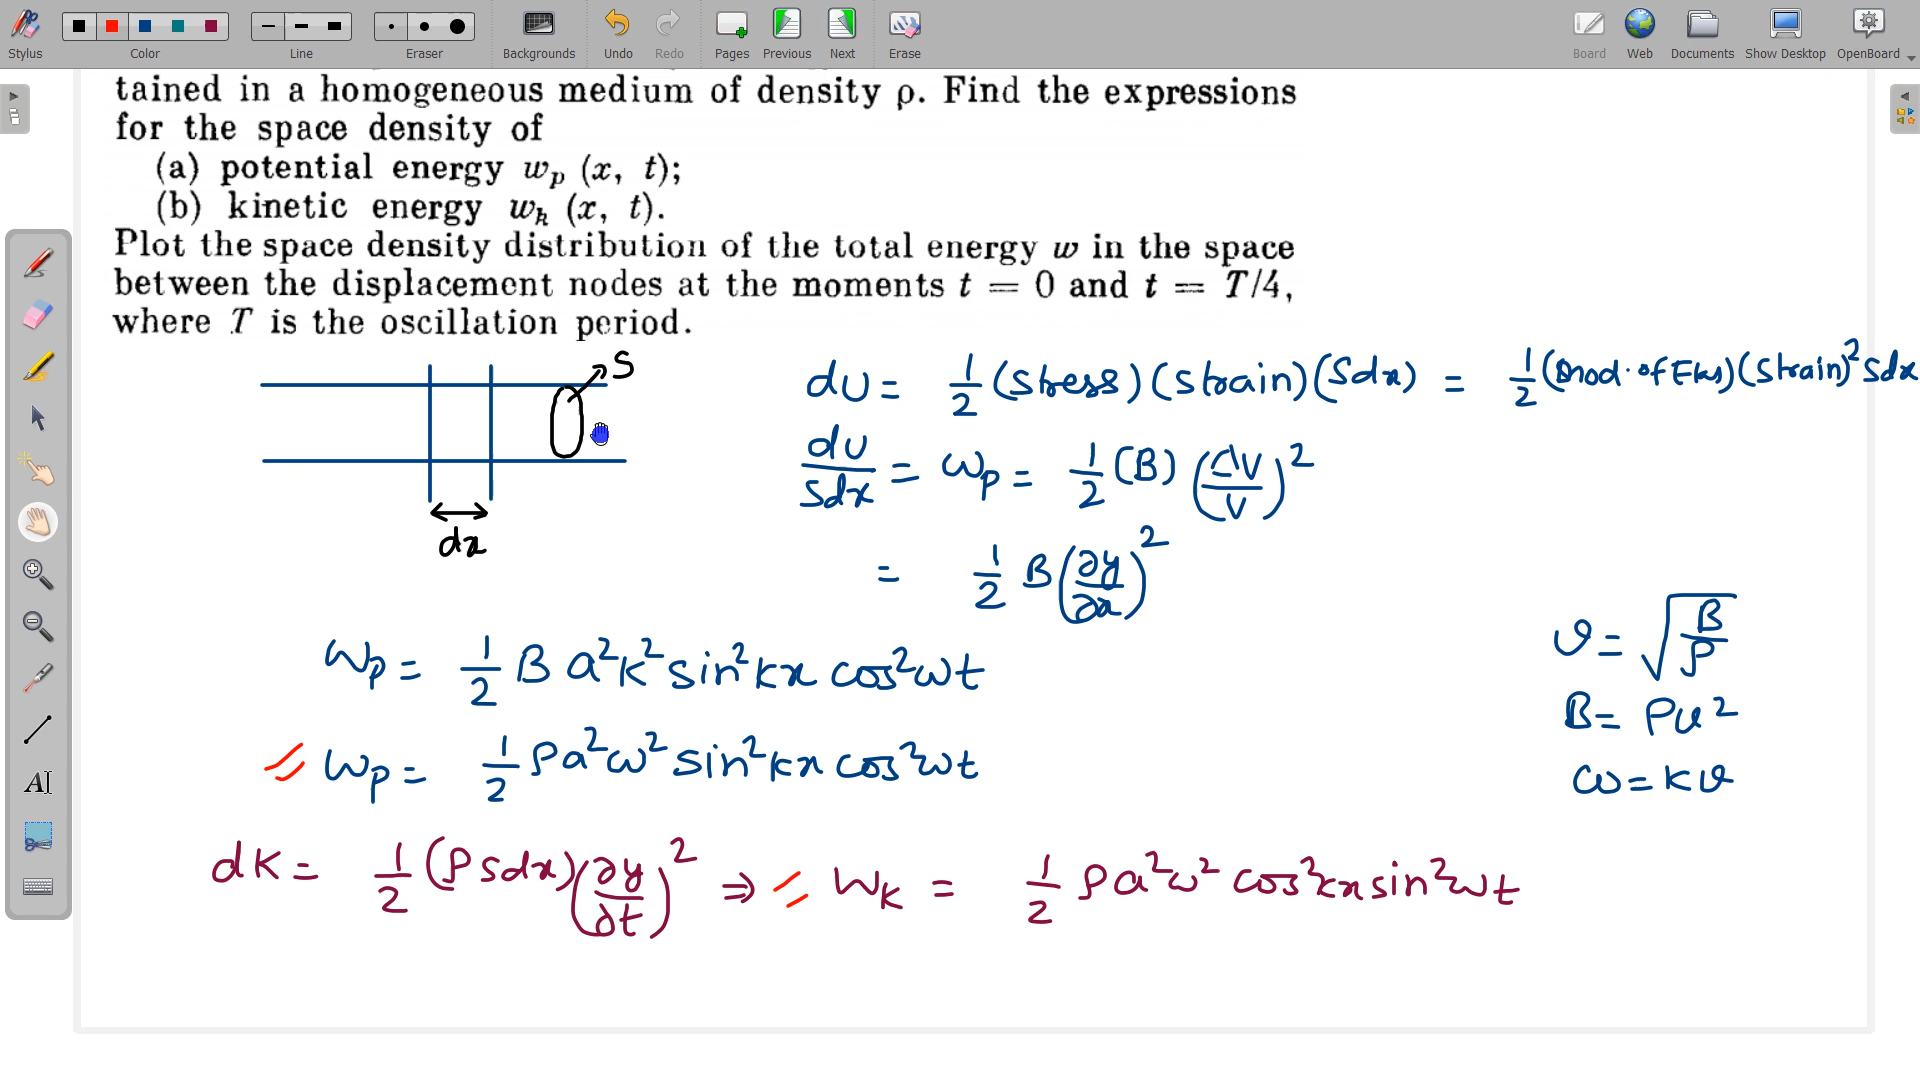 Stylus Color Line Eraser Backgrounds Undo Redo Pages Previous Next Erase Board Web Documents Show Desktop OpenBoard
tained in a homogeneous medium of density ρ. Find the expressions
for the space density of
(a) potential energy w_p (x, t);
(b) kinetic energy w_k (x, t).
Plot the space density distribution of the total energy w in the space
between the displacement nodes at the moments t = 0 and t = T/4,
where T is the oscillation period.
S
dx
dU = 1/2 (Stress)(Strain)(Sdx) = 1/2 (Mod. of Elas)(Strain)² Sdx
dU/Sdx = ω_p = 1/2 (B) (ΔV/V)²
= 1/2 B (∂y/∂x)²
ω_p = 1/2 B a²k² sin²kx cos²ωt
ω_p = 1/2 ρa²ω² sin²kx cos²ωt
v = √(B/ρ)
B = ρv²
ω = kv
dK = 1/2 (ρSdx)(∂y/∂t)² ⇒ W_K = 1/2 ρa²ω² cos²kx sin²ωt